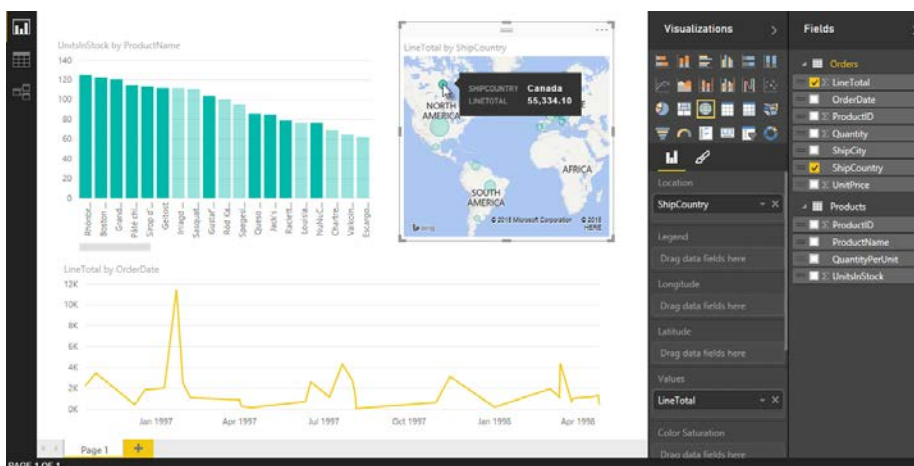 UnitsInStock by ProductName
140
120
100
80
60
40
20
0
Rhönbr...
Boston ...
Grand...
Pâte chi...
Sirop d'...
Geitost
Inlagd ...
Sasquat...
Gustaf'...
Röd Ka...
Spegesi...
Queso ...
Jack's ...
Raclett...
Louisia...
NuNuC...
Chartre...
Valkoin...
Escargo...
LineTotal by ShipCountry
SHIPCOUNTRY Canada
LINETOTAL 55,334.10
NORTH
AMERICA
AFRICA
SOUTH
AMERICA
bing
© 2016 Microsoft Corporation © 2016
HERE
LineTotal by OrderDate
12K
10K
8K
6K
4K
2K
0K
Jan 1997 Apr 1997 Jul 1997 Oct 1997 Jan 1998 Apr 1998
Page 1 +
PAGE 1 OF 1
Visualizations >
Location
ShipCountry
Legend
Drag data fields here
Longitude
Drag data fields here
Latitude
Drag data fields here
Values
LineTotal
Color Saturation
Drag data fields here
Fields
Orders
Σ LineTotal
OrderDate
Σ ProductID
Σ Quantity
ShipCity
ShipCountry
Σ UnitPrice
Products
Σ ProductID
ProductName
QuantityPerUnit
Σ UnitsInStock